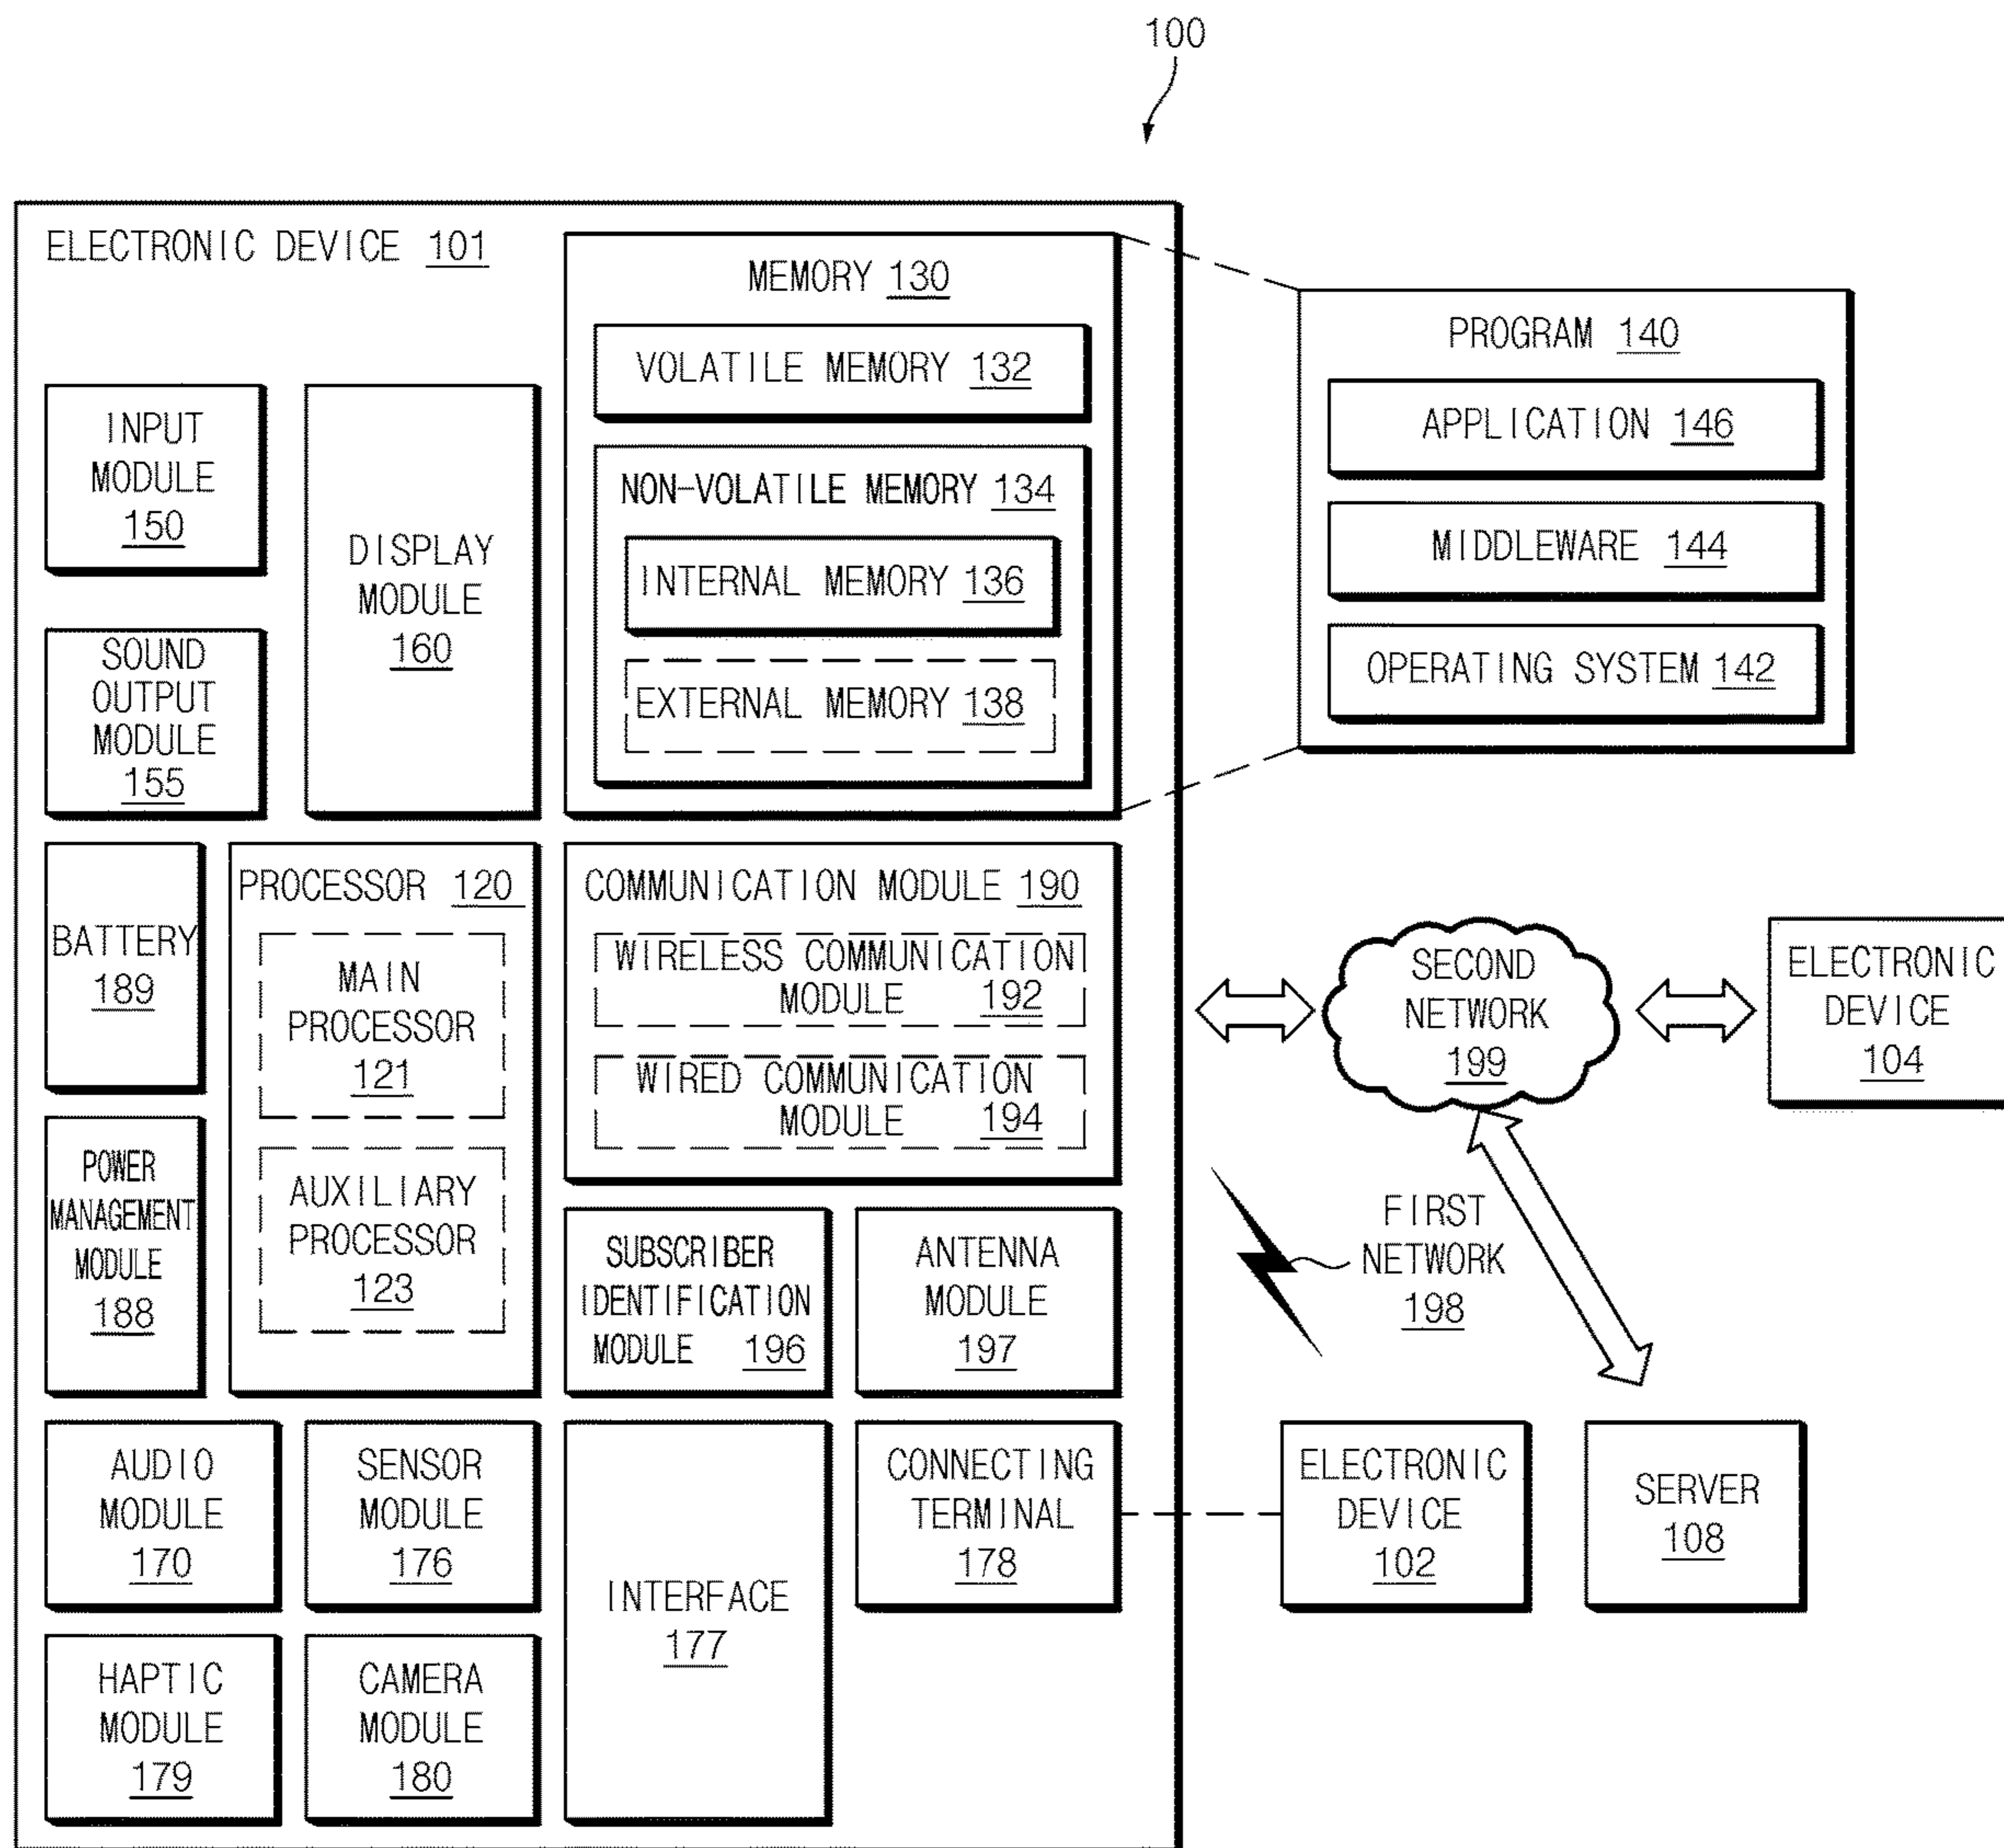 100
ELECTRONIC DEVICE 101
INPUT
MODULE
150
SOUND
OUTPUT
MODULE
155
DISPLAY
MODULE
160
MEMORY 130
VOLATILE MEMORY 132
NON-VOLATILE MEMORY 134
INTERNAL MEMORY 136
EXTERNAL MEMORY 138
PROGRAM 140
APPLICATION 146
MIDDLEWARE 144
OPERATING SYSTEM 142
BATTERY
189
POWER
MANAGEMENT
MODULE
188
PROCESSOR 120
MAIN
PROCESSOR
121
AUXILIARY
PROCESSOR
123
COMMUNICATION MODULE 190
WIRELESS COMMUNICATION
MODULE 192
WIRED COMMUNICATION
MODULE 194
SUBSCRIBER
IDENTIFICATION
MODULE 196
ANTENNA
MODULE
197
SECOND
NETWORK
199
ELECTRONIC
DEVICE
104
FIRST
NETWORK
198
AUDIO
MODULE
170
SENSOR
MODULE
176
INTERFACE
177
CONNECTING
TERMINAL
178
ELECTRONIC
DEVICE
102
SERVER
108
HAPTIC
MODULE
179
CAMERA
MODULE
180